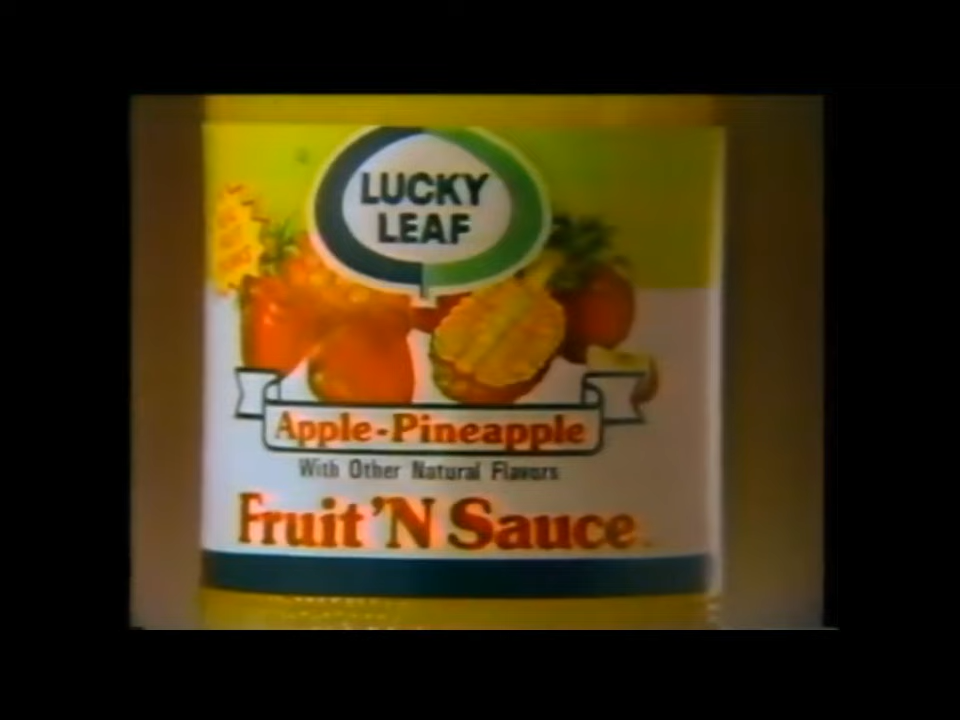 LUCKY
LEAF
Apple-Pineapple
With Other Natural Flavors
Fruit 'N Sauce